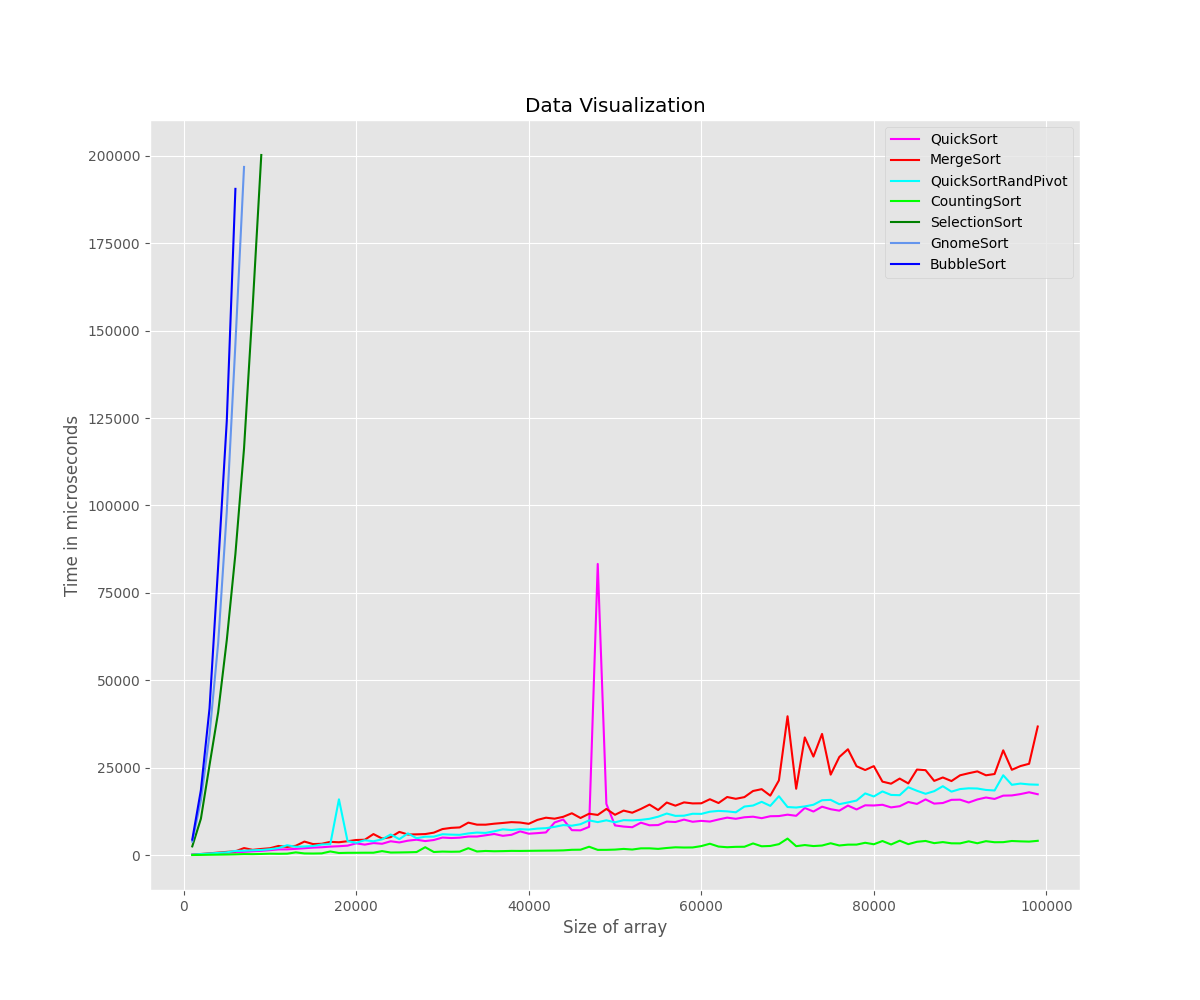 Data Visualization
QuickSort
MergeSort
QuickSortRandPivot
CountingSort
SelectionSort
GnomeSort
BubbleSort
200000
175000
150000
125000
100000
75000
50000
25000
0
Time in microseconds
0 20000 40000 60000 80000 100000
Size of array